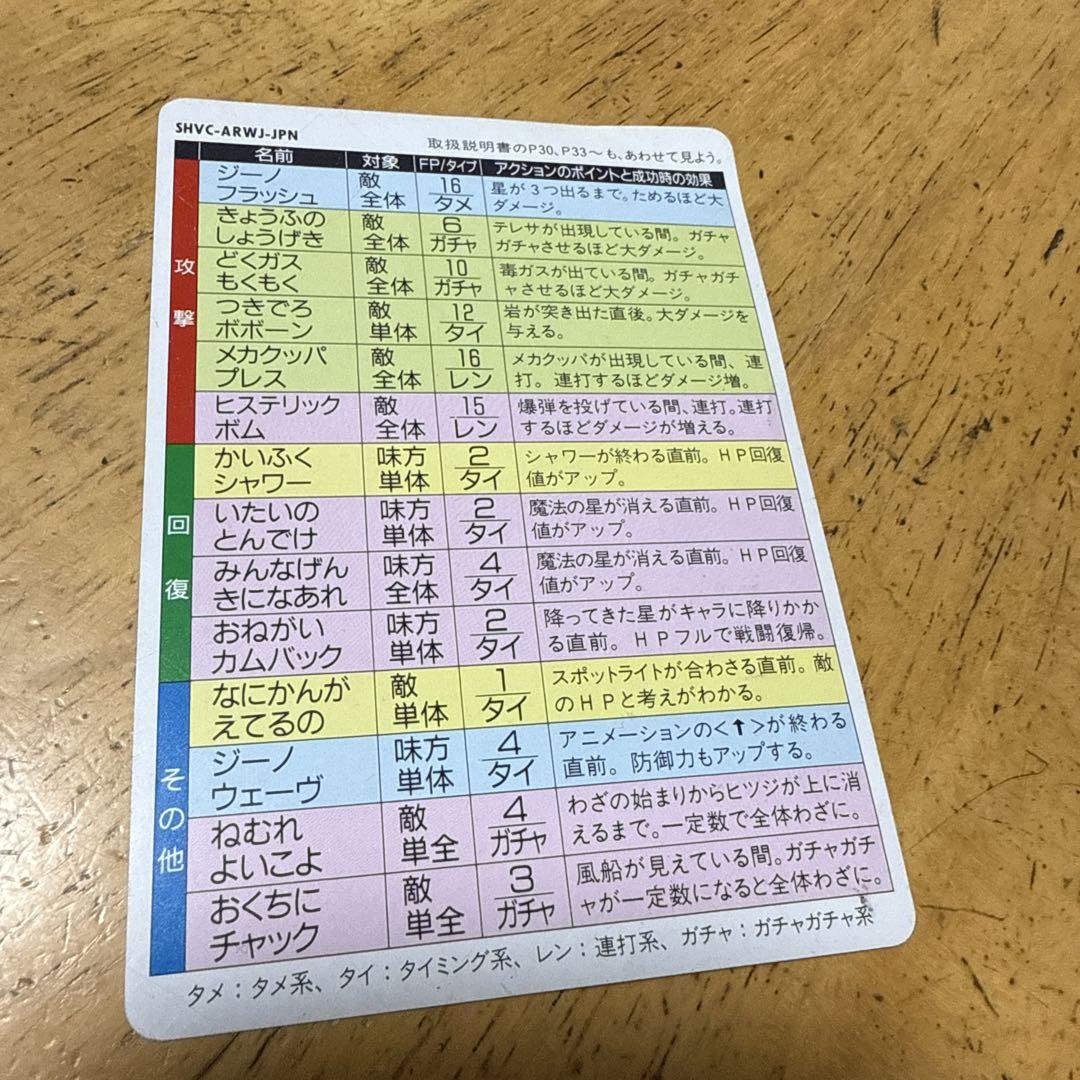 SHVC-ARWJ-JPN
取扱説明書のP30、P33～も、あわせて見よう。
名前 対象 FP/タイプ アクションのポイントと成功時の効果
攻撃
ジーノ 敵 16 星が3つ出るまで。ためるほど大
フラッシュ 全体 タメ ダメージ。
きょうふの 敵 6 テレサが出現している間。ガチャ
しょうげき 全体 ガチャ ガチャさせるほど大ダメージ。
どくガス 敵 10 毒ガスが出ている間。ガチャガチ
もくもく 全体 ガチャ ャさせるほど大ダメージ。
つきでろ 敵 12 岩が突き出た直後。大ダメージを
ボボーン 単体 タイ 与える。
メカクッパ 敵 16 メカクッパが出現している間、連
プレス 全体 レン 打。連打するほどダメージ増。
ヒステリック 敵 15 爆弾を投げている間、連打。連打
ボム 全体 レン するほどダメージが増える。
回復
かいふく 味方 2 シャワーが終わる直前。HP回復
シャワー 単体 タイ 値がアップ。
いたいの 味方 2 魔法の星が消える直前。HP回復
とんでけ 単体 タイ 値がアップ。
みんなげん 味方 4 魔法の星が消える直前。HP回復
きになあれ 全体 タイ 値がアップ。
おねがい 味方 2 降ってきた星がキャラに降りかか
カムバック 単体 タイ る直前。HPフルで戦闘復帰。
その他
なにかんが 敵 1 スポットライトが合わさる直前。敵
えてるの 単体 タイ のHPと考えがわかる。
ジーノ 味方 4 アニメーションの<⬆>が終わる
ウェーヴ 単体 タイ 直前。防御力もアップする。
ねむれ 敵 4 わざの始まりからヒツジが上に消
よいこよ 単全 ガチャ えるまで。一定数で全体わざに。
おくちに 敵 3 風船が見えている間。ガチャガチ
チャック 単全 ガチャ ャが一定数になると全体わざに。
タメ：タメ系、タイ：タイミング系、レン：連打系、ガチャ：ガチャガチャ系